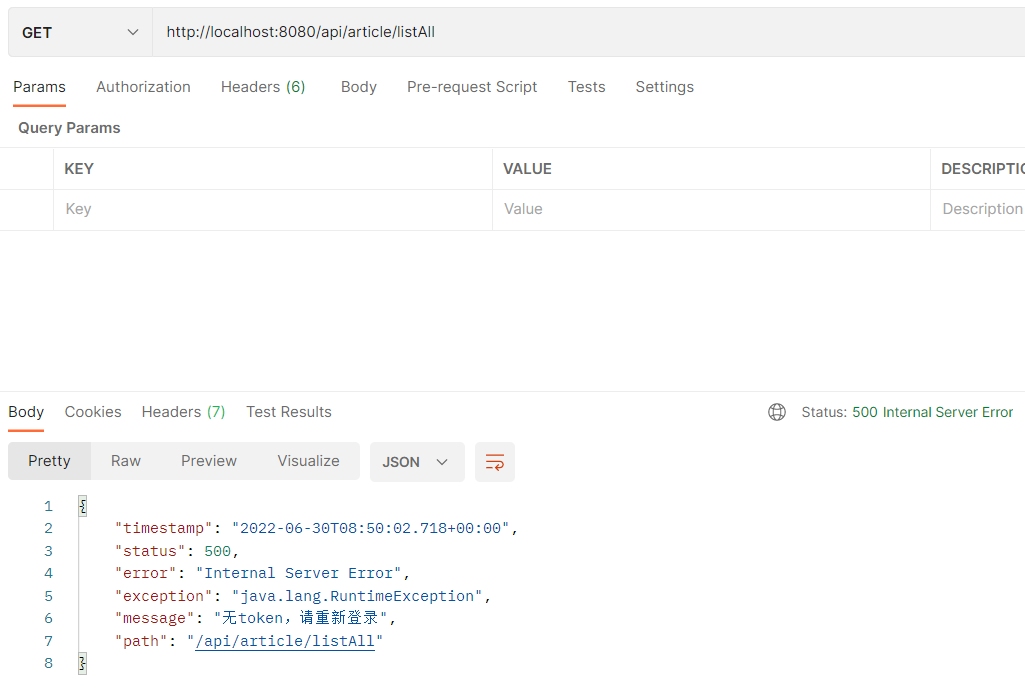 GET http://localhost:8080/api/article/listAll
Params Authorization Headers (6) Body Pre-request Script Tests Settings
Query Params
KEY VALUE DESCRIPTIO
Key Value Description
Body Cookies Headers (7) Test Results Status: 500 Internal Server Error
Pretty Raw Preview Visualize JSON
1 {
2 "timestamp": "2022-06-30T08:50:02.718+00:00",
3 "status": 500,
4 "error": "Internal Server Error",
5 "exception": "java.lang.RuntimeException",
6 "message": "无token，请重新登录",
7 "path": "/api/article/listAll"
8 }